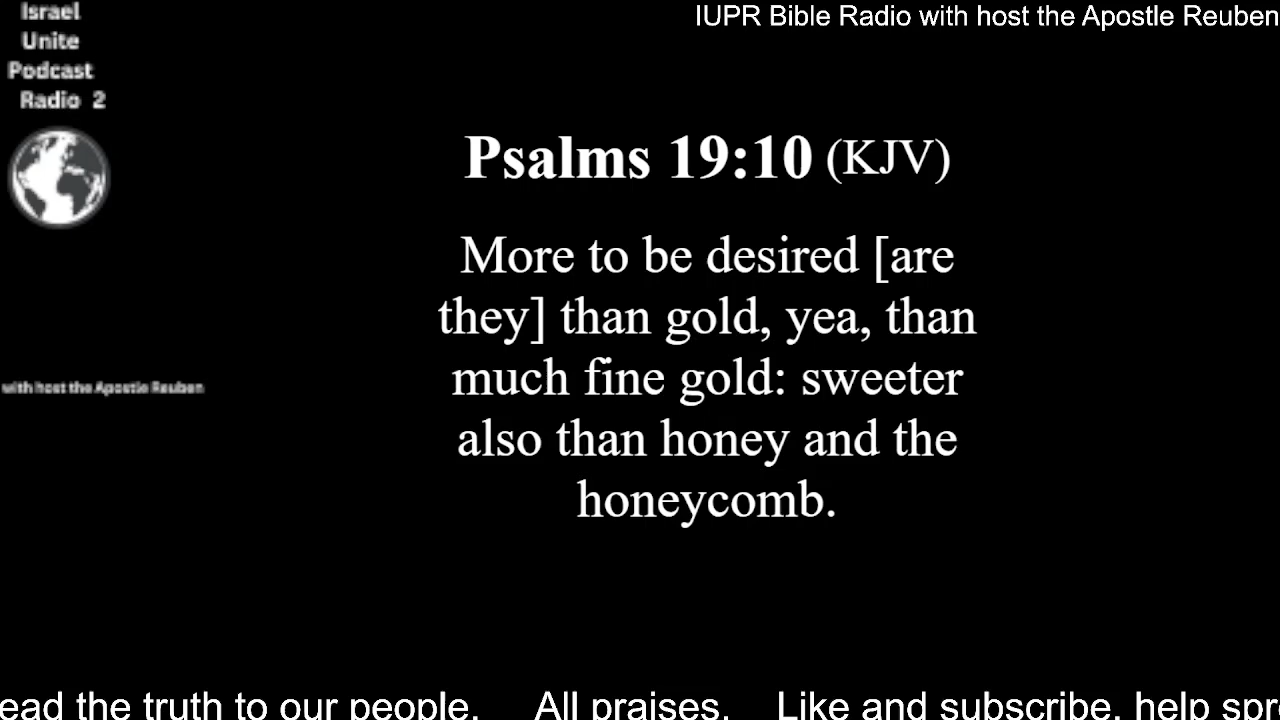 Israel
Unite
Podcast
Radio 2
IUPR Bible Radio with host the Apostle Reuben
Psalms 19:10 (KJV)
More to be desired [are
they] than gold, yea, than
much fine gold: sweeter
also than honey and the
honeycomb.
with host the Apostle Reuben
ead the truth to our people. All praises. Like and subscribe, help spre